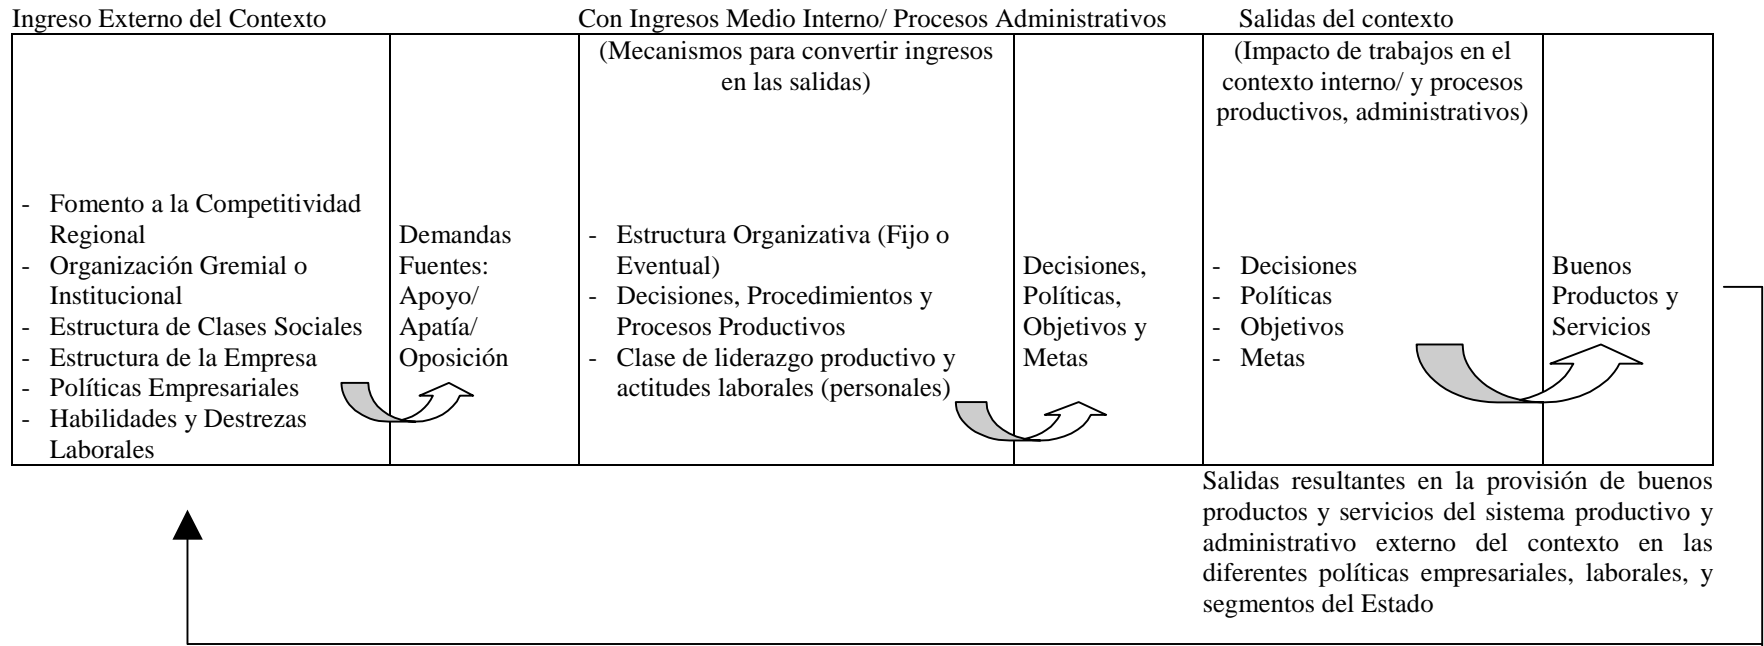 Ingreso Externo del Contexto
Con Ingresos Medio Interno/ Procesos Administrativos
Salidas del contexto
- Fomento a la Competitividad
Regional
- Organización Gremial o
Institucional
- Estructura de Clases Sociales
- Estructura de la Empresa
- Políticas Empresariales
- Habilidades y Destrezas
Laborales
Demandas
Fuentes:
Apoyo/
Apatía/
Oposición
(Mecanismos para convertir ingresos
en las salidas)
- Estructura Organizativa (Fijo o
Eventual)
- Decisiones, Procedimientos y
Procesos Productivos
- Clase de liderazgo productivo y
actitudes laborales (personales)
Decisiones,
Políticas,
Objetivos y
Metas
(Impacto de trabajos en el
contexto interno/ y procesos
productivos, administrativos)
- Decisiones
- Políticas
- Objetivos
- Metas
Buenos
Productos y
Servicios
Salidas resultantes en la provisión de buenos
productos y servicios del sistema productivo y
administrativo externo del contexto en las
diferentes políticas empresariales, laborales, y
segmentos del Estado